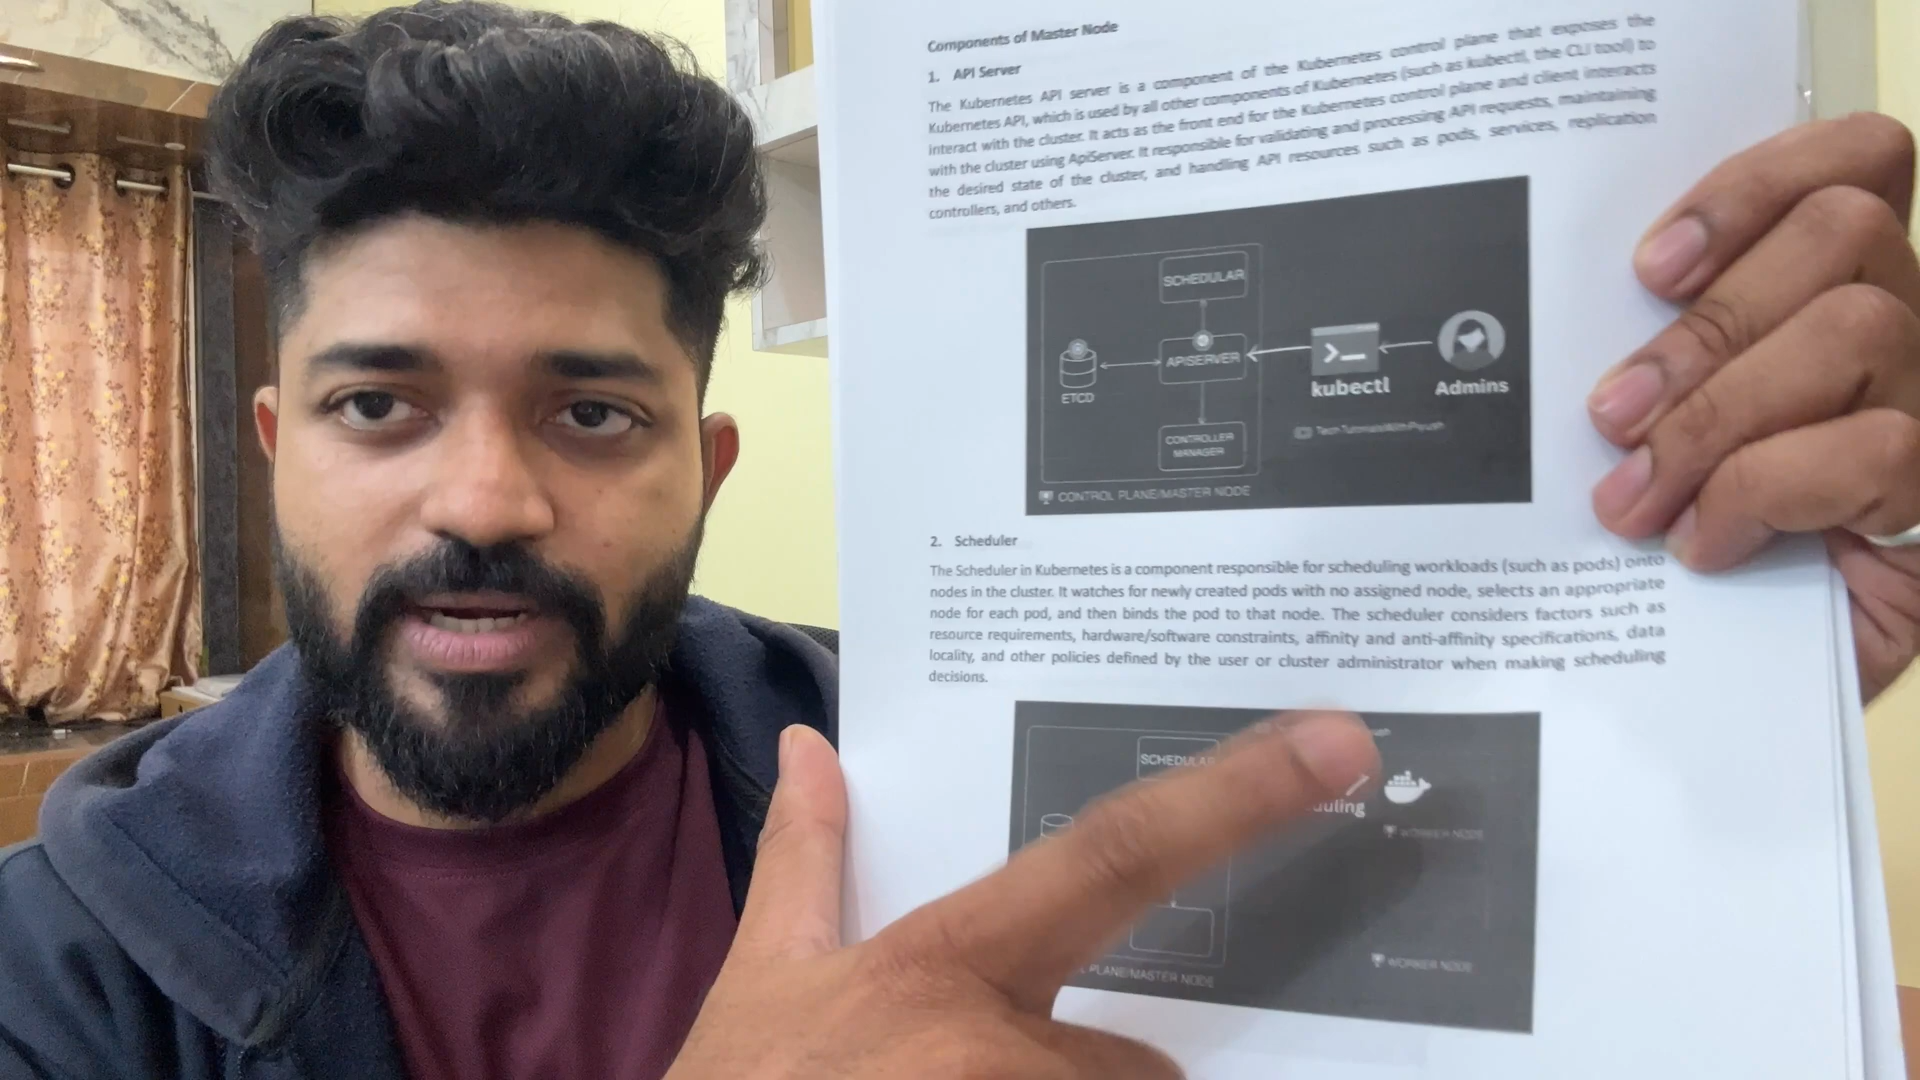 Components of Master Node
1. API Server
The Kubernetes API server is a component of the Kubernetes control plane that exposes the
Kubernetes API, which is used by all other components of Kubernetes (such as kubectl, the CLI tool) to
interact with the cluster. It acts as the front end for the Kubernetes control plane and client interacts
with the cluster using ApiServer. It responsible for validating and processing API requests, maintaining
the desired state of the cluster, and handling API resources such as pods, services, replication
controllers, and others.
SCHEDULAR
ETCD
APISERVER
kubectl
Admins
CONTROLLER
MANAGER
TechTutorialsWithPiyush
CONTROL PLANE/MASTER NODE
2. Scheduler
The Scheduler in Kubernetes is a component responsible for scheduling workloads (such as pods) onto
nodes in the cluster. It watches for newly created pods with no assigned node, selects an appropriate
node for each pod, and then binds the pod to that node. The scheduler considers factors such as
resource requirements, hardware/software constraints, affinity and anti-affinity specifications, data
locality, and other policies defined by the user or cluster administrator when making scheduling
decisions.
SCHEDULAR
uling
WORKER NODE
WORKER NODE
PLANE/MASTER NODE